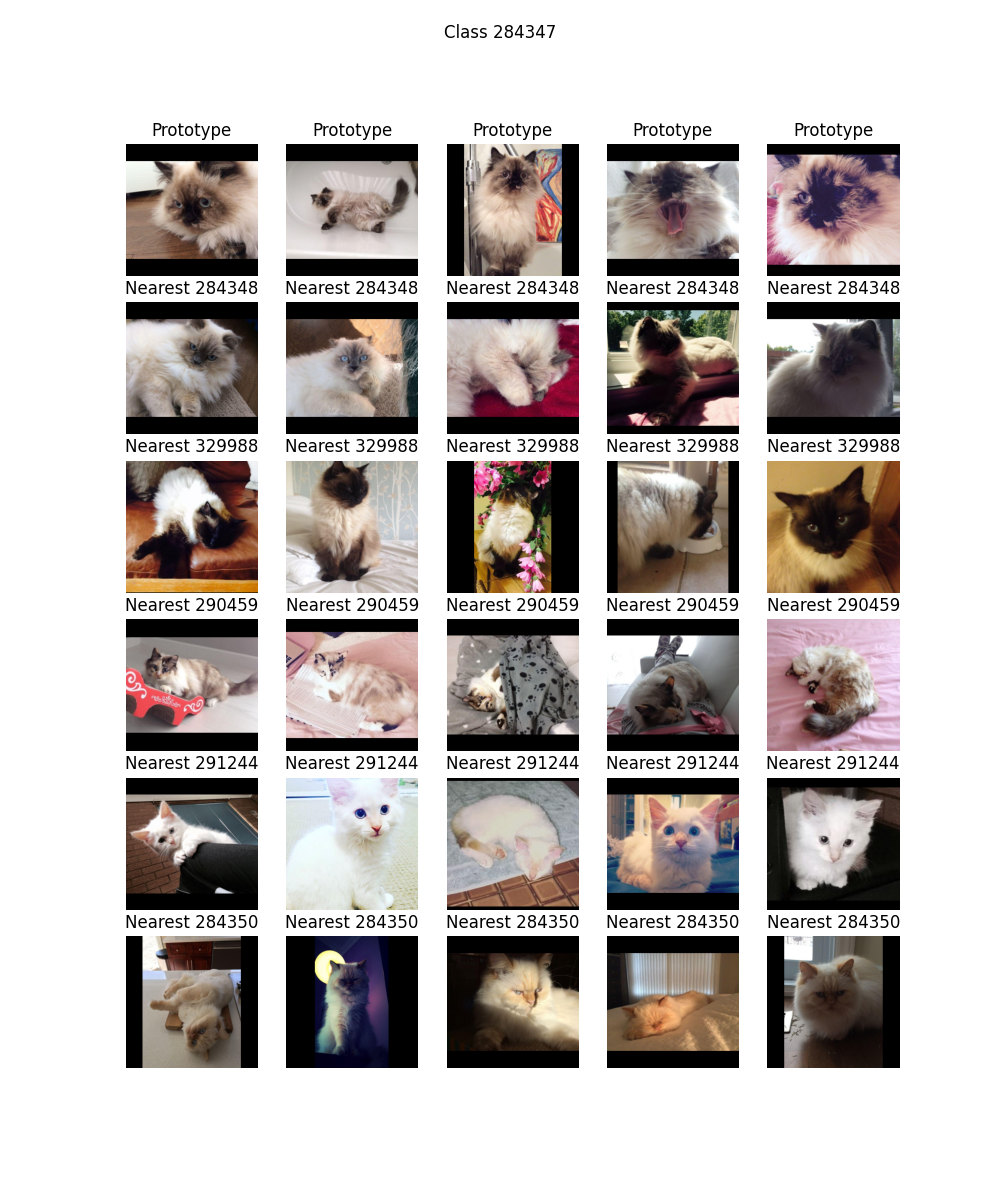 Class 284347
Prototype Prototype Prototype Prototype Prototype
Nearest 284348 Nearest 284348 Nearest 284348 Nearest 284348 Nearest 284348
Nearest 329988 Nearest 329988 Nearest 329988 Nearest 329988 Nearest 329988
Nearest 290459 Nearest 290459 Nearest 290459 Nearest 290459 Nearest 290459
Nearest 291244 Nearest 291244 Nearest 291244 Nearest 291244 Nearest 291244
Nearest 284350 Nearest 284350 Nearest 284350 Nearest 284350 Nearest 284350